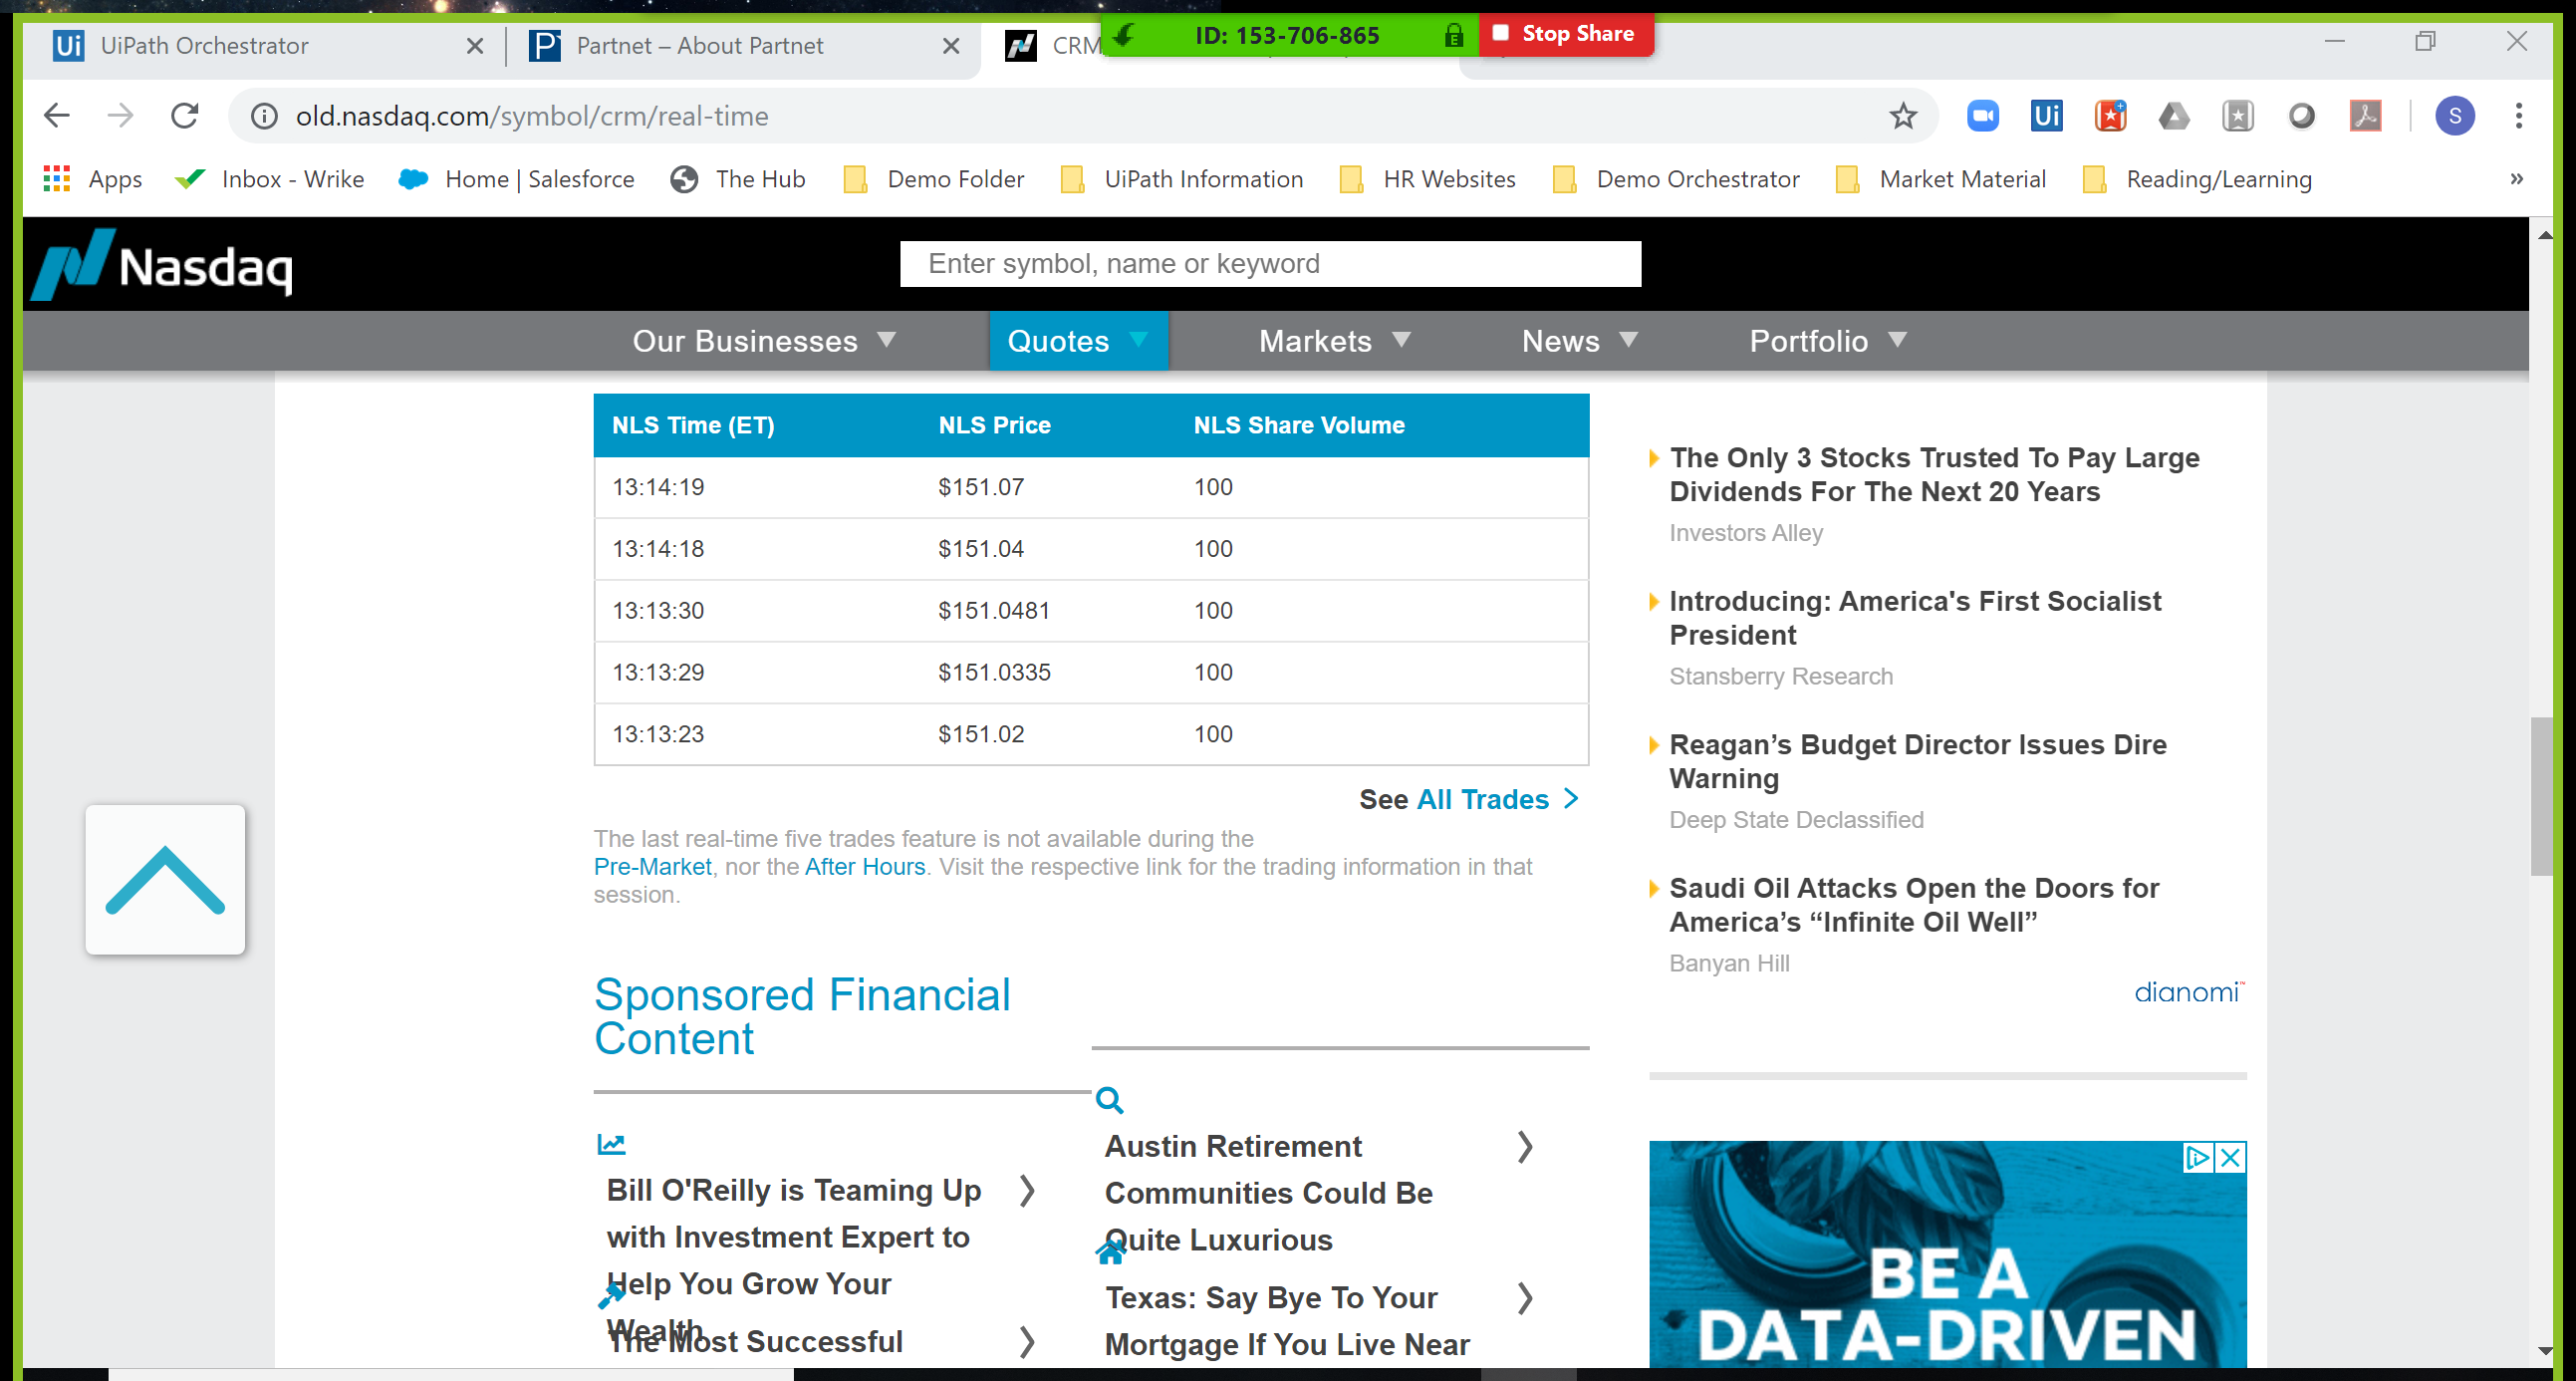 UiPath Orchestrator
Partnet – About Partnet
CRM
ID: 153-706-865
Stop Share
old.nasdaq.com/symbol/crm/real-time
Ui
S
Apps
Inbox - Wrike
Home | Salesforce
The Hub
Demo Folder
UiPath Information
HR Websites
Demo Orchestrator
Market Material
Reading/Learning
»
Nasdaq
Enter symbol, name or keyword
Our Businesses
Quotes
Markets
News
Portfolio
NLS Time (ET) NLS Price NLS Share Volume
13:14:19 $151.07 100
13:14:18 $151.04 100
13:13:30 $151.0481 100
13:13:29 $151.0335 100
13:13:23 $151.02 100
See All Trades >
The last real-time five trades feature is not available during the
Pre-Market, nor the After Hours. Visit the respective link for the trading information in that
session.
Sponsored Financial
Content
Bill O'Reilly is Teaming Up
with Investment Expert to
Help You Grow Your
Wealth
The Most Successful
Austin Retirement
Communities Could Be
Quite Luxurious
Texas: Say Bye To Your
Mortgage If You Live Near
The Only 3 Stocks Trusted To Pay Large
Dividends For The Next 20 Years
Investors Alley
Introducing: America's First Socialist
President
Stansberry Research
Reagan’s Budget Director Issues Dire
Warning
Deep State Declassified
Saudi Oil Attacks Open the Doors for
America’s “Infinite Oil Well”
Banyan Hill
dianomi™
BE A
DATA-DRIVEN